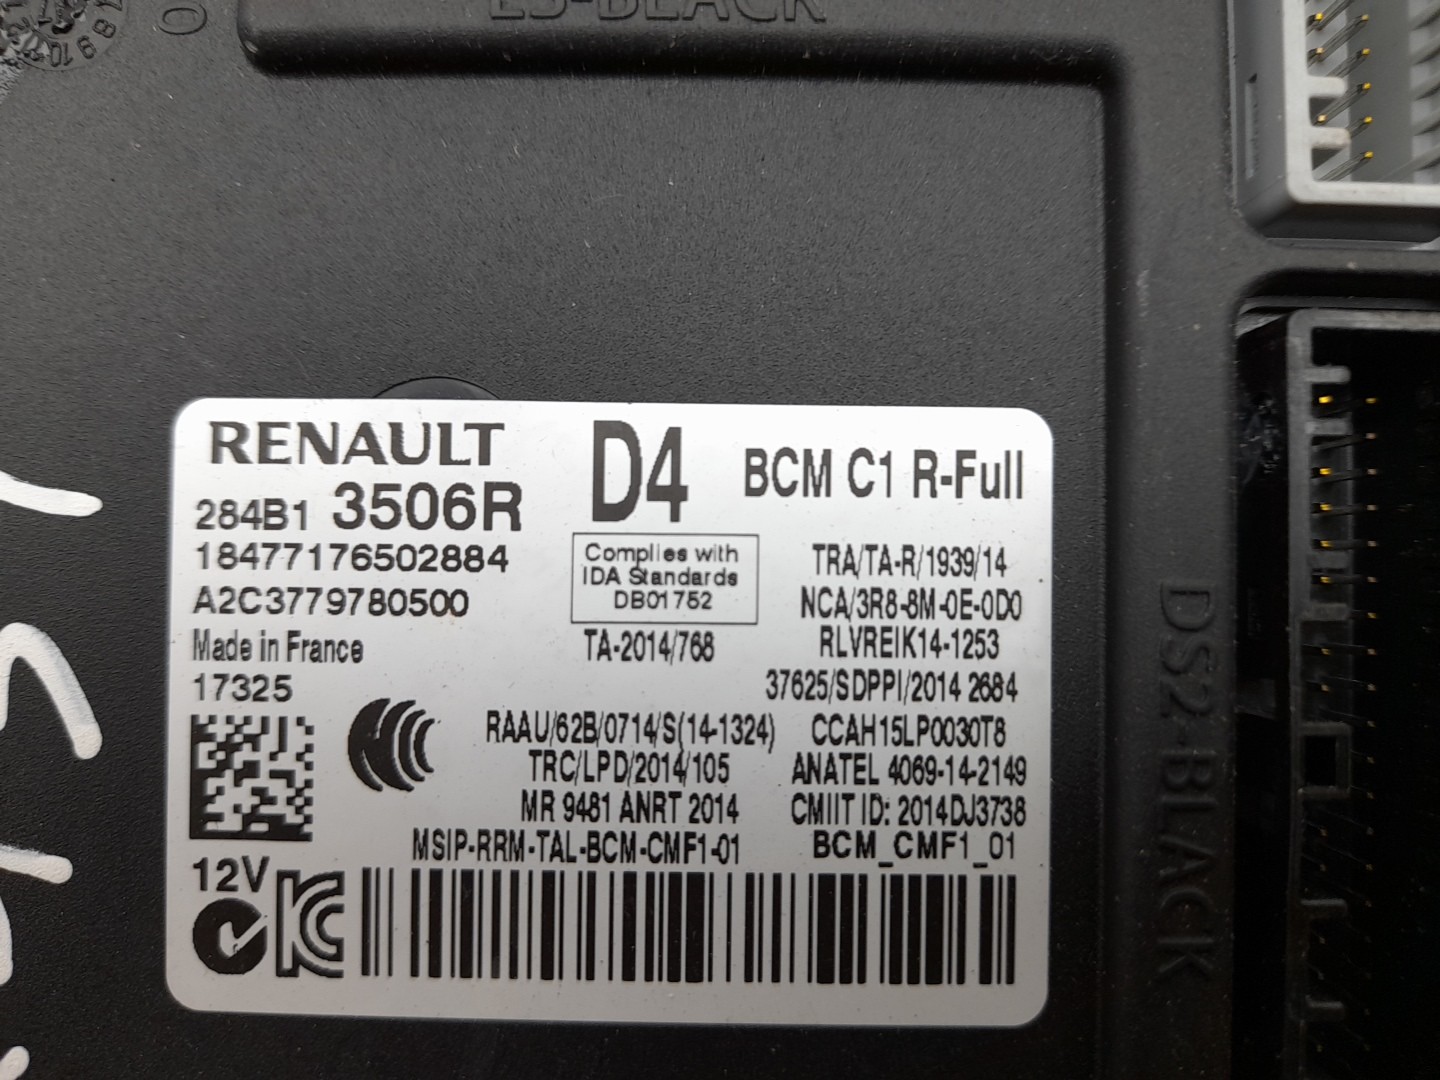 E5-BLACK
RENAULT
D4
BCM C1 R-Full
284B1 3506R
18477176502884
A2C3779780500
Made in France
17325
Complies with
IDA Standards
DB01752
TA-2014/768
TRA/TA-R/1939/14
NCA/3R8-8M-0E-0D0
RLVREIK14-1253
37625/SDPPI/2014 2684
RAAU/62B/0714/S(14-1324)
CCAH15LP0030T8
TRC/LPD/2014/105
ANATEL 4069-14-2149
MR 9481 ANRT 2014
CMIIT ID: 2014DJ3738
MSIP-RRM-TAL-BCM-CMF1-01
BCM_CMF1_01
12V
DS2-BLACK